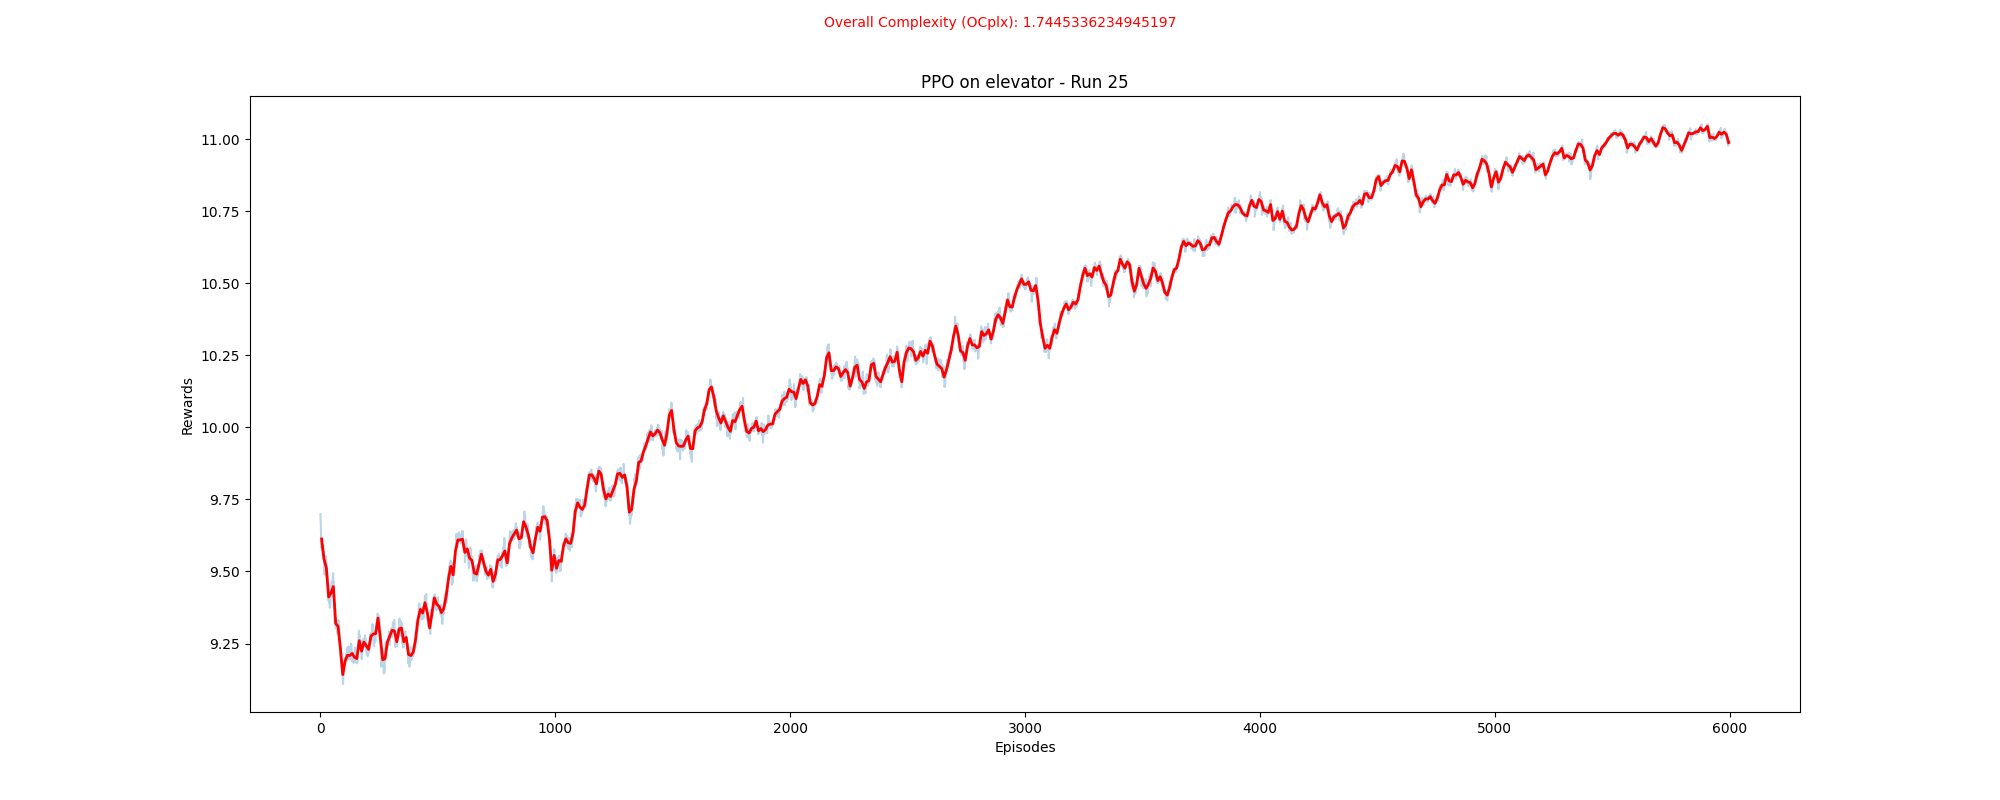 Overall Complexity (OCplx): 1.7445336234945197
PPO on elevator - Run 25
11.00
10.75
10.50
10.25
10.00
9.75
9.50
9.25
Rewards
0 1000 2000 3000 4000 5000 6000
Episodes